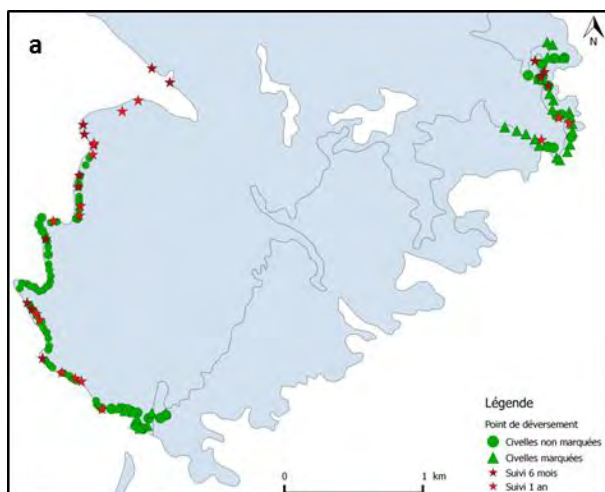 a
N
Légende
Point de déversement
Civelles non marquées
Civelles marquées
Suivi 6 mois
Suivi 1 an
0 1 km